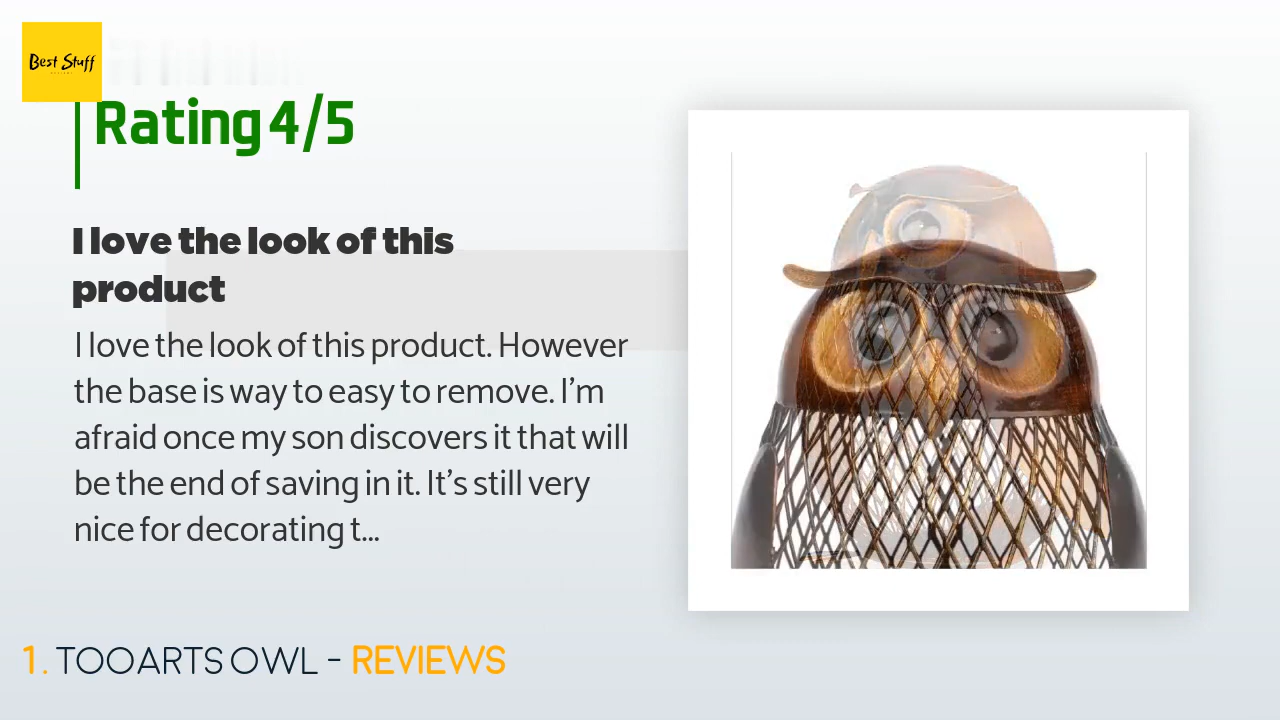 Best Stuff
Rating 4/5
I love the look of this
product
I love the look of this product. However
the base is way to easy to remove. I'm
afraid once my son discovers it that will
be the end of saving in it. It's still very
nice for decorating t...
1. TOOARTS OWL - REVIEWS